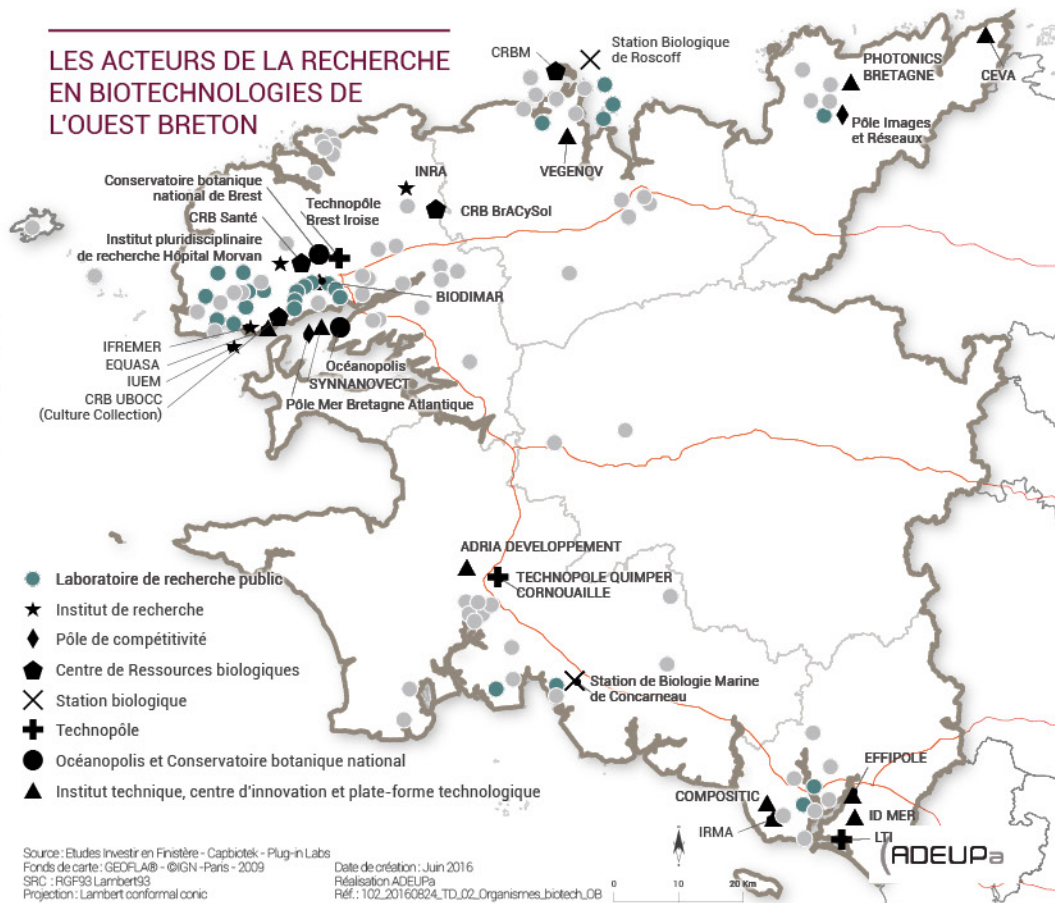 LES ACTEURS DE LA RECHERCHE
EN BIOTECHNOLOGIES DE
L'OUEST BRETON
CRBM
Station Biologique
de Roscoff
PHOTONICS
BRETAGNE
CEVA
Pôle Images
et Réseaux
VEGENOV
INRA
CRB BrACySol
Conservatoire botanique
national de Brest
Technopôle
Brest Iroise
CRB Santé
Institut pluridisciplinaire
de recherche Hôpital Morvan
BIODIMAR
IFREMER
EQUASA
IUEM
CRB UBOCC
(Culture Collection)
Océanopolis
SYNNANOVECT
Pôle Mer Bretagne Atlantique
ADRIA DEVELOPPEMENT
TECHNOPOLE QUIMPER
CORNOUAILLE
Station de Biologie Marine
de Concarneau
EFFIPOLE
COMPOSITIC
ID MER
IRMA
LTI
Laboratoire de recherche public
Institut de recherche
Pôle de compétitivité
Centre de Ressources biologiques
Station biologique
Technopôle
Océanopolis et Conservatoire botanique national
Institut technique, centre d'innovation et plate-forme technologique
Source : Etudes Investir en Finistère - Capbiotek - Plug-in Labs
Fonds de carte : GEOFLA® - ©IGN -Paris - 2009
SRC : RGF93 Lambert93
Projection : Lambert conformal conic
Date de création : Juin 2016
Réalisation ADEUPa
Réf. : 102_20160824_TD_02_Organismes_biotech_OB
0 10 20 Km
ADEUPa